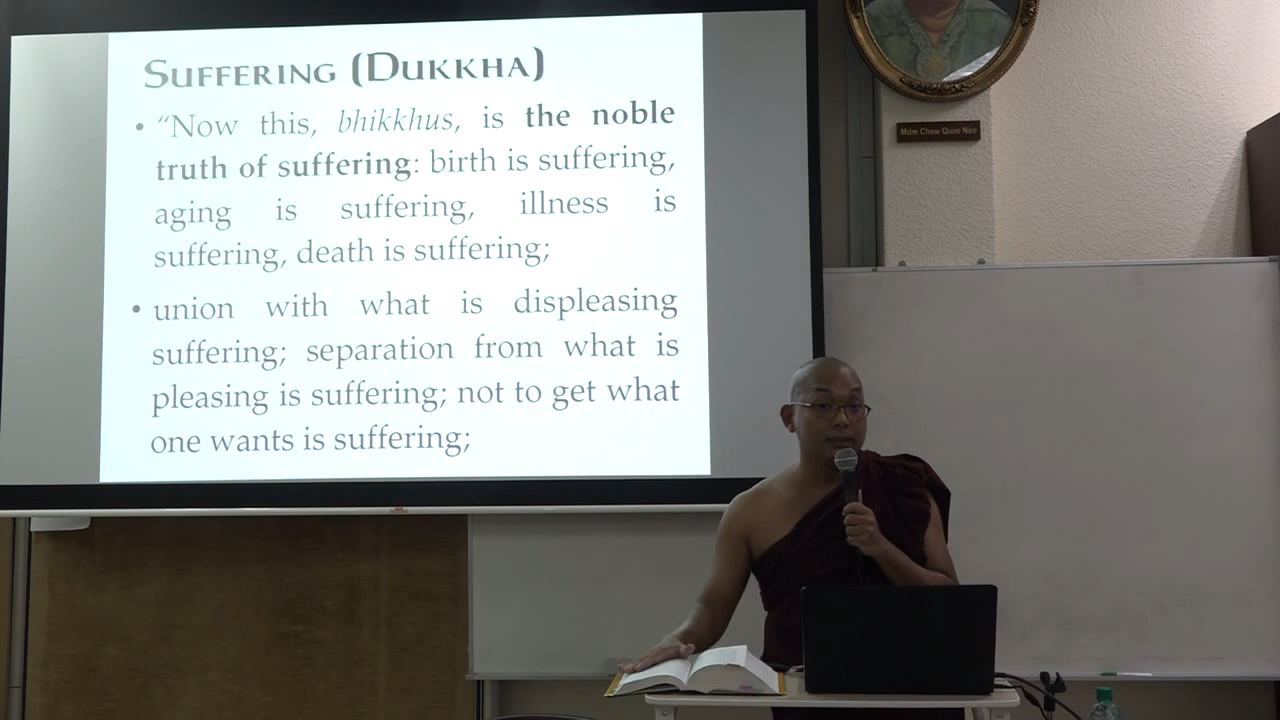 SUFFERING (DUKKHA)
• “Now this, bhikkhus, is the noble
truth of suffering: birth is suffering,
aging is suffering, illness is
suffering, death is suffering;
• union with what is displeasing
suffering; separation from what is
pleasing is suffering; not to get what
one wants is suffering;
Mdm Chew Quee Neo